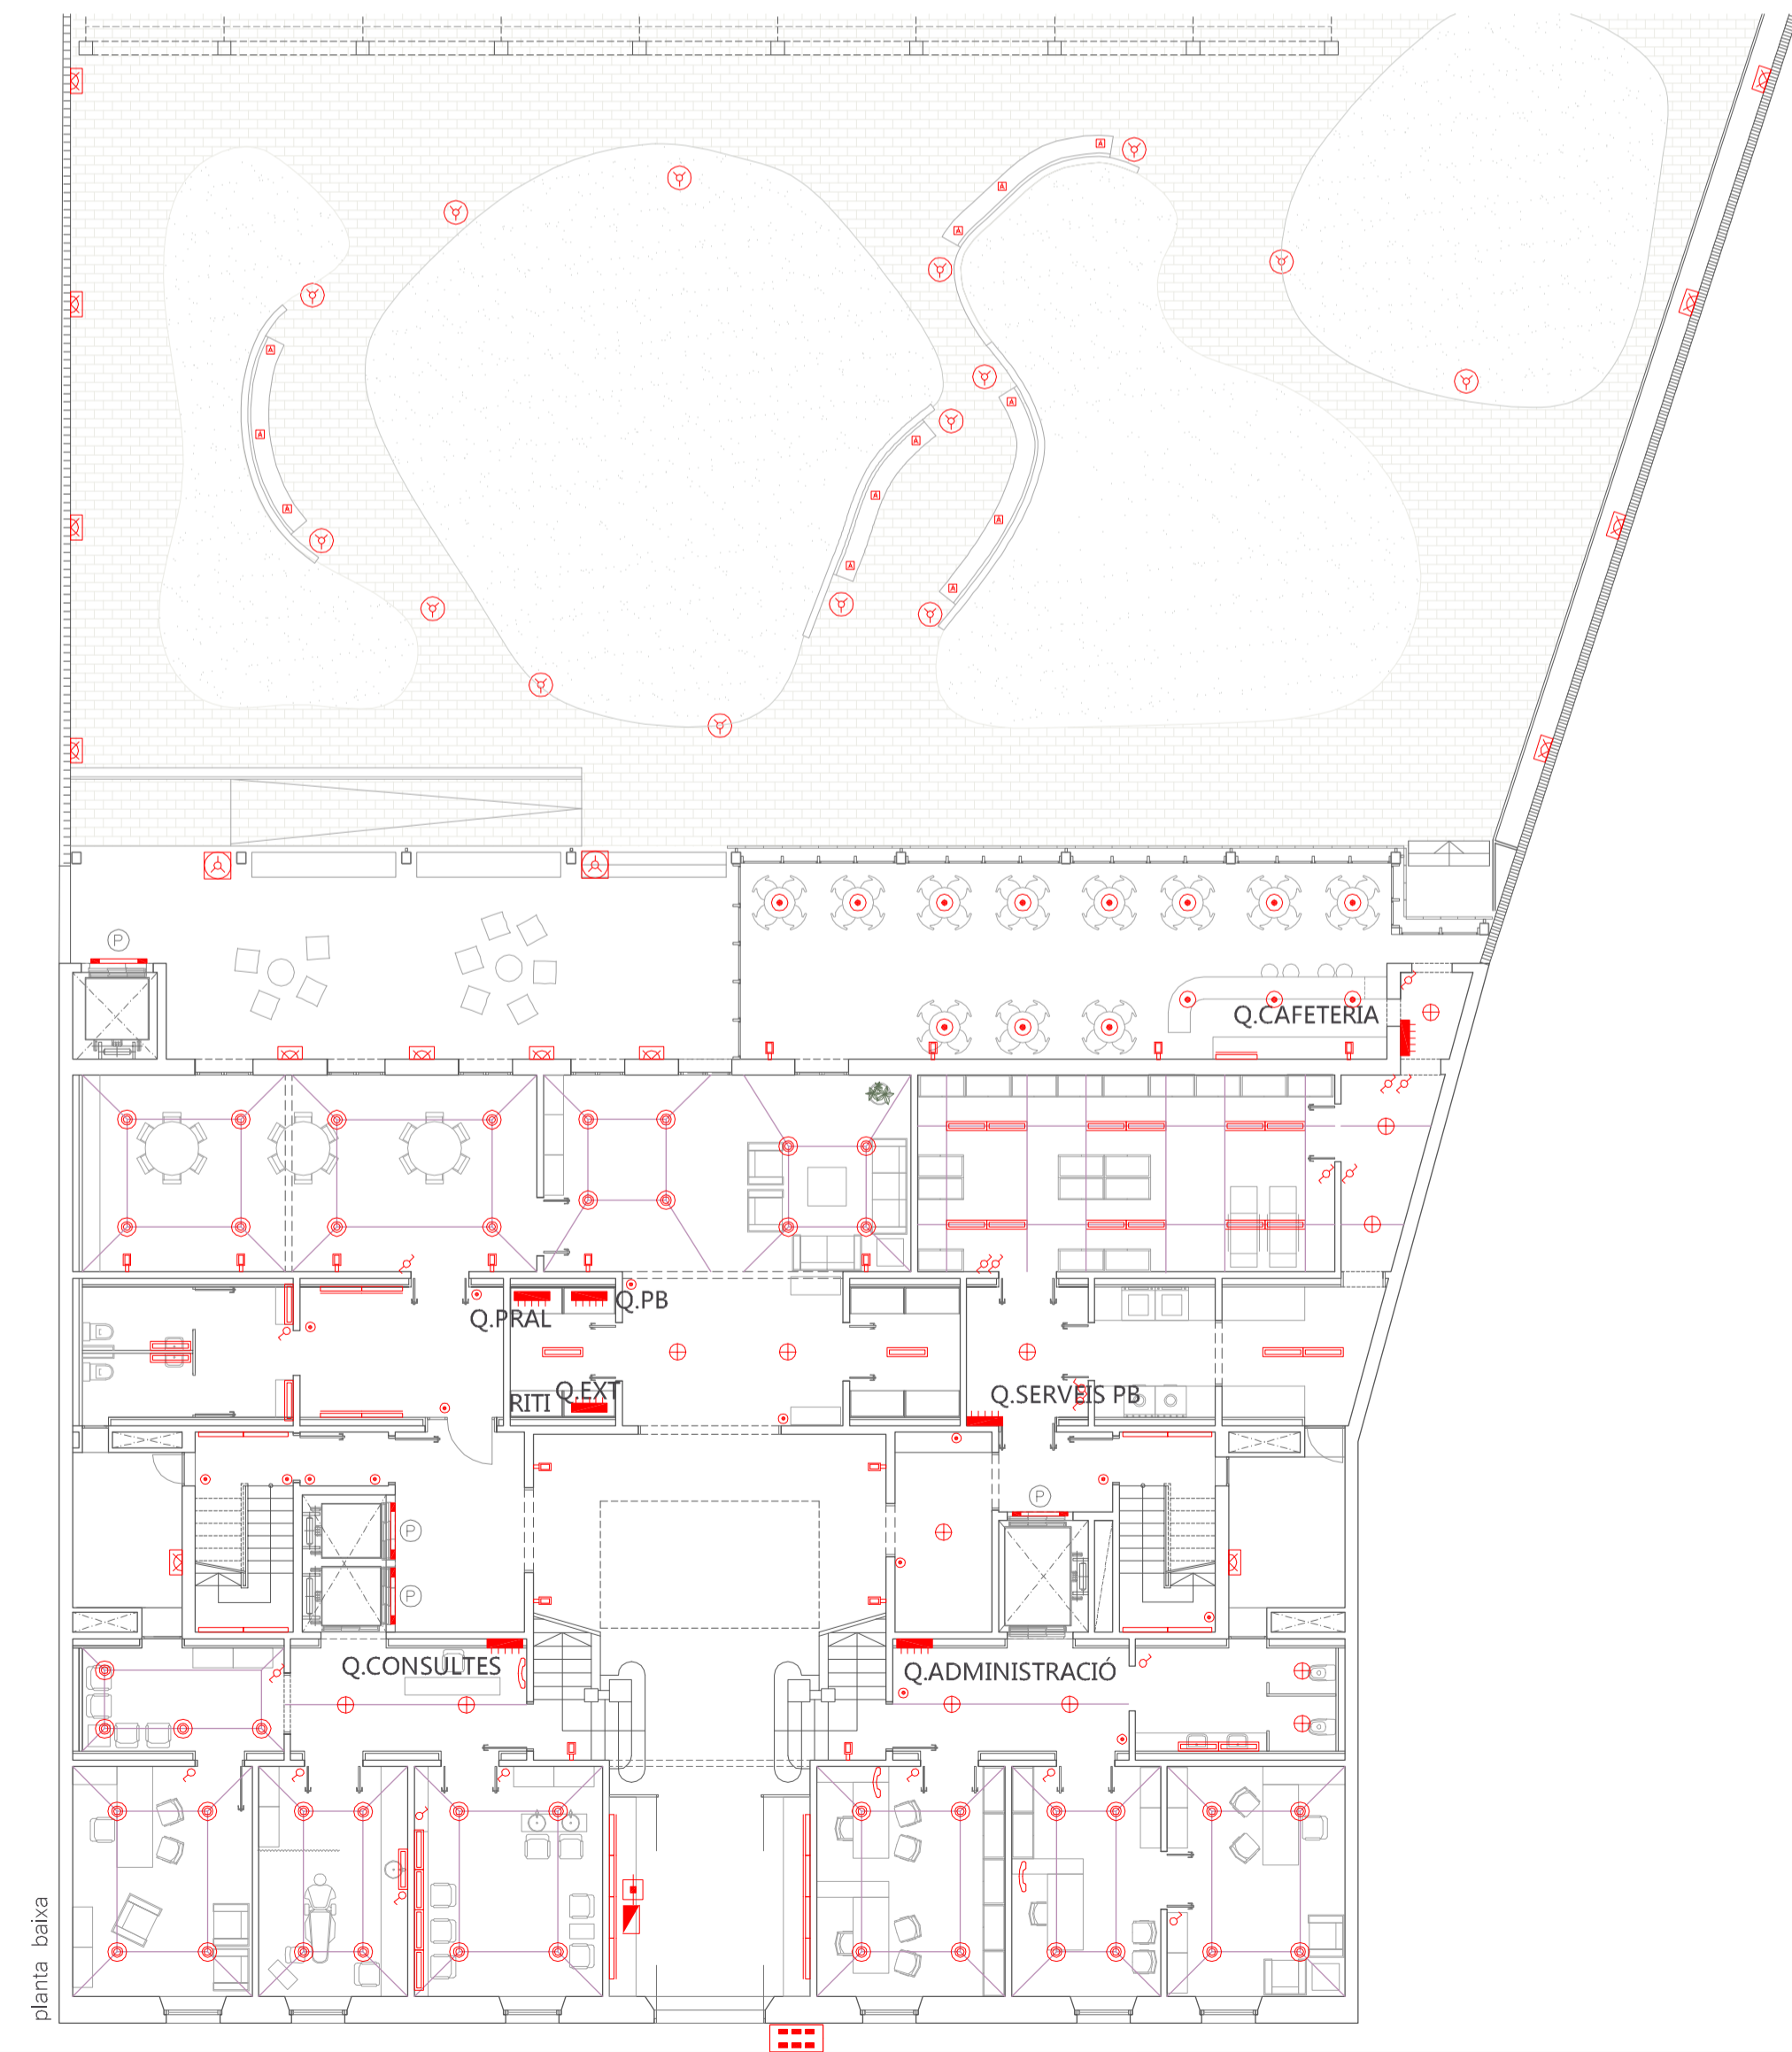 A
A
A
A
A
A
A
A
A
A
A
A
P
Q.CAFETERIA
Q.PB
Q.PRAL
Q.EXT
RITI
Q.SERVEIS PB
P
P
P
Q.CONSULTES
Q.ADMINISTRACIÓ
planta baixa